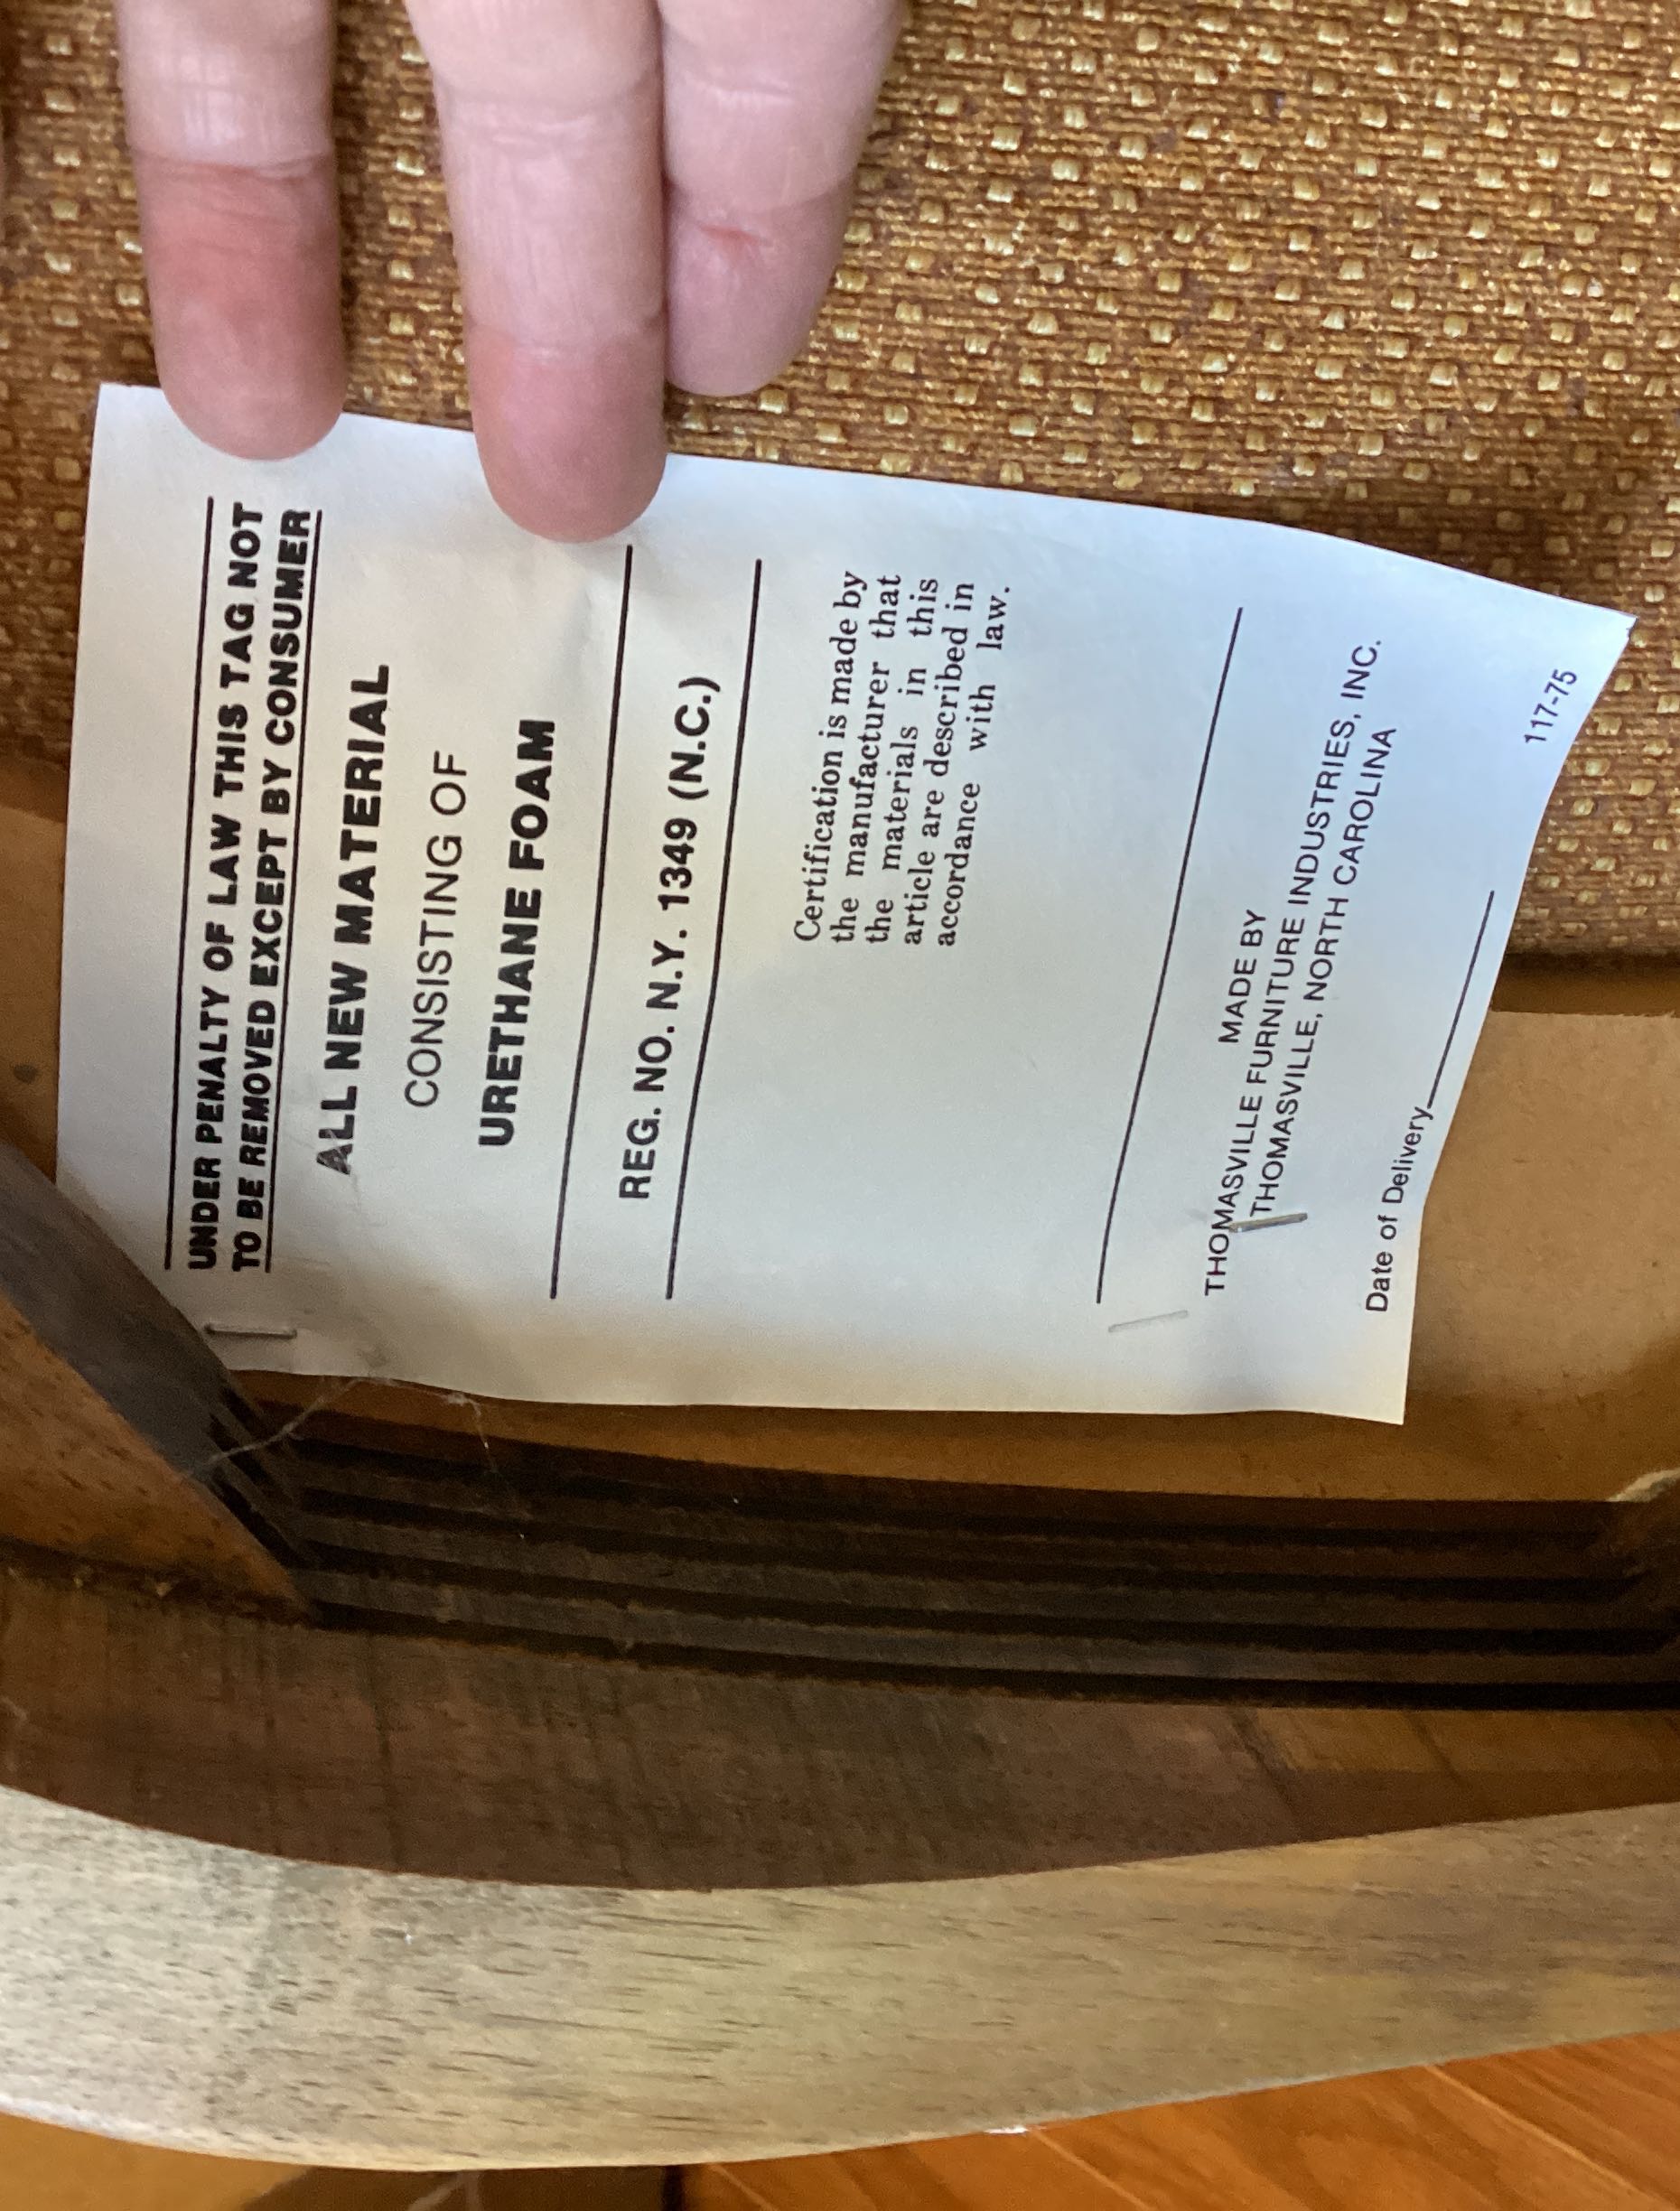 UNDER PENALTY OF LAW THIS TAG NOT
TO BE REMOVED EXCEPT BY CONSUMER
ALL NEW MATERIAL
CONSISTING OF
URETHANE FOAM
REG. NO. N.Y. 1349 (N.C.)
Certification is made by
the manufacturer that
the materials in this
article are described in
accordance with law.
MADE BY
THOMASVILLE FURNITURE INDUSTRIES, INC.
THOMASVILLE, NORTH CAROLINA
Date of Delivery
117-75